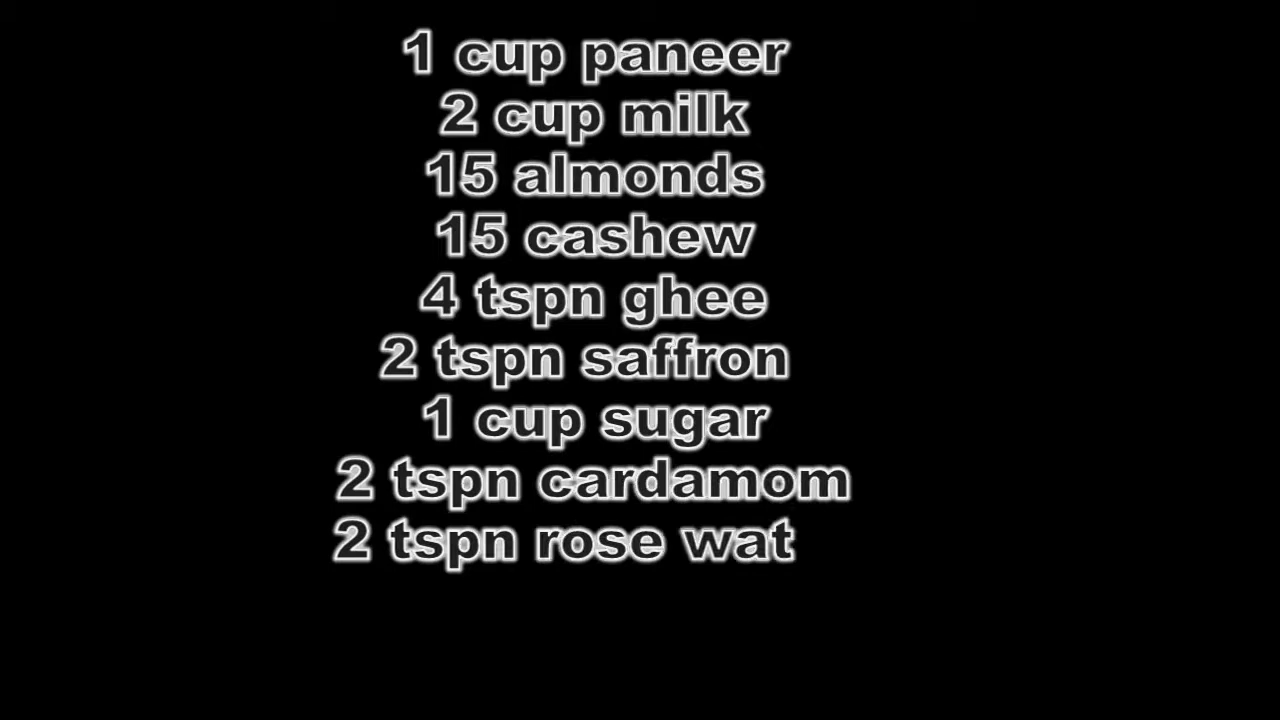 1 cup paneer
2 cup milk
15 almonds
15 cashew
4 tspn ghee
2 tspn saffron
1 cup sugar
2 tspn cardamom
2 tspn rose wat